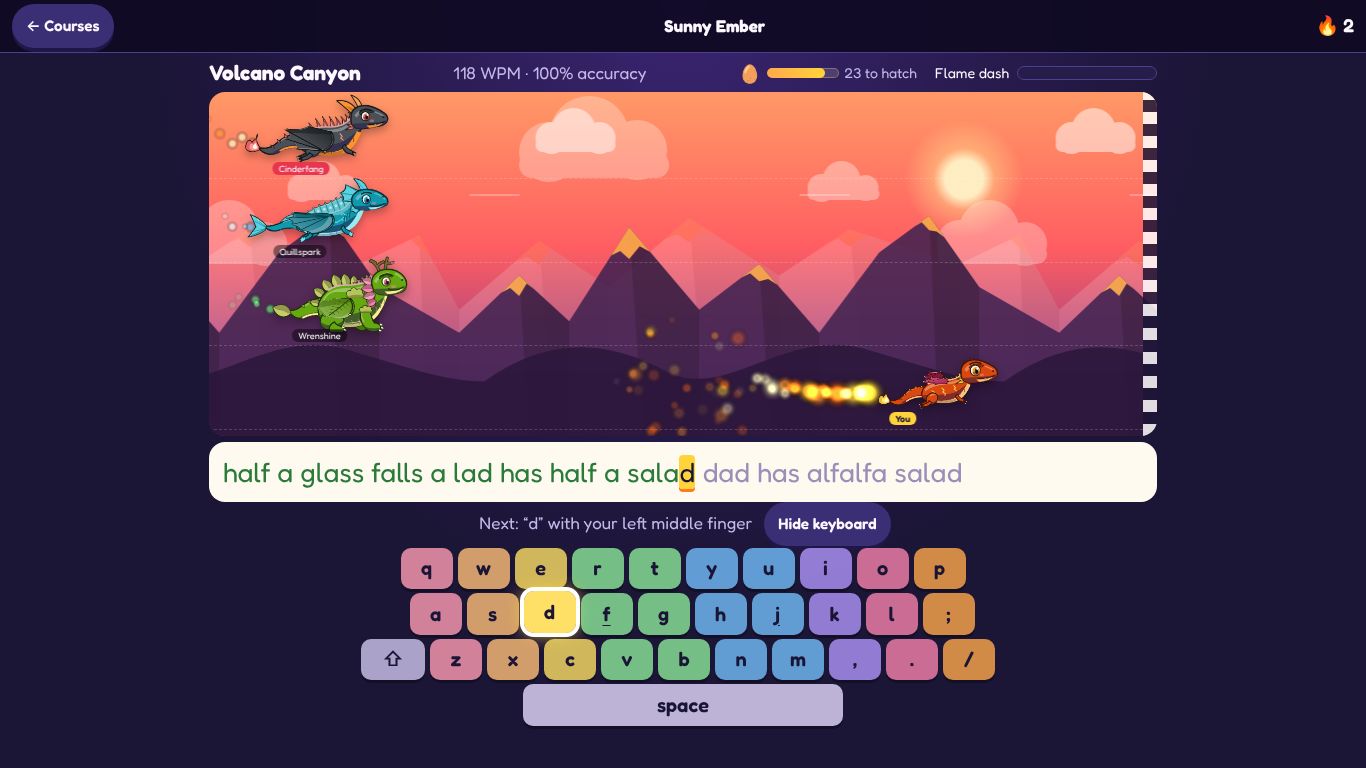 ← Courses
Sunny Ember
🔥 2
Volcano Canyon
118 WPM · 100% accuracy
23 to hatch
Flame dash
Cinderfang
Quillspark
Wrenshine
You
half a glass falls a lad has half a salad dad has alfalfa salad
Next: “d” with your left middle finger
Hide keyboard
q w e r t y u i o p
a s d f g h j k l ;
⇧ z x c v b n m , . /
space